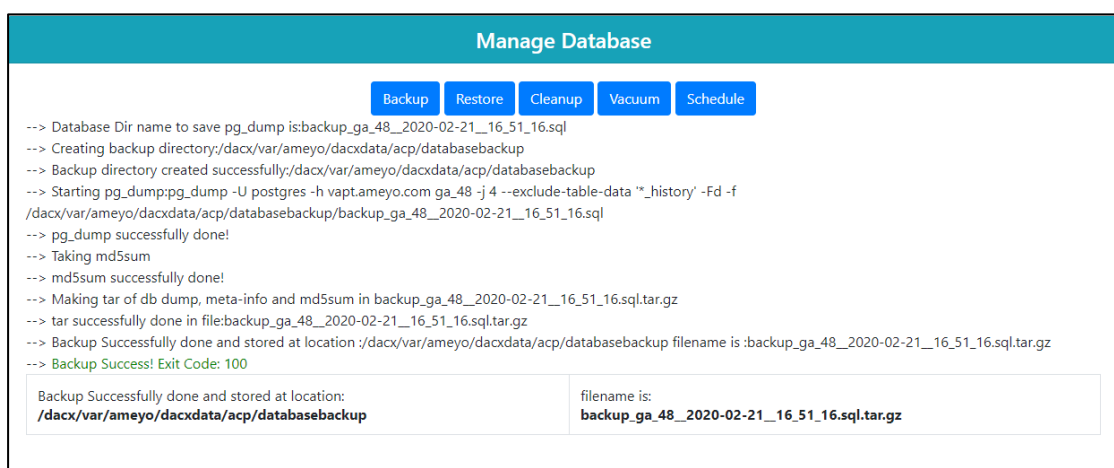 Manage Database
Backup Restore Cleanup Vacuum Schedule
--> Database Dir name to save pg_dump is:backup_ga_48__2020-02-21__16_51_16.sql
--> Creating backup directory:/dacx/var/ameyo/dacxdata/acp/databasebackup
--> Backup directory created successfully:/dacx/var/ameyo/dacxdata/acp/databasebackup
--> Starting pg_dump:pg_dump -U postgres -h vapt.ameyo.com ga_48 -j 4 --exclude-table-data '*_history' -Fd -f
/dacx/var/ameyo/dacxdata/acp/databasebackup/backup_ga_48__2020-02-21__16_51_16.sql
--> pg_dump successfully done!
--> Taking md5sum
--> md5sum successfully done!
--> Making tar of db dump, meta-info and md5sum in backup_ga_48__2020-02-21__16_51_16.sql.tar.gz
--> tar successfully done in file:backup_ga_48__2020-02-21__16_51_16.sql.tar.gz
--> Backup Successfully done and stored at location :/dacx/var/ameyo/dacxdata/acp/databasebackup filename is :backup_ga_48__2020-02-21__16_51_16.sql.tar.gz
--> Backup Success! Exit Code: 100
Backup Successfully done and stored at location:
/dacx/var/ameyo/dacxdata/acp/databasebackup
filename is:
backup_ga_48__2020-02-21__16_51_16.sql.tar.gz